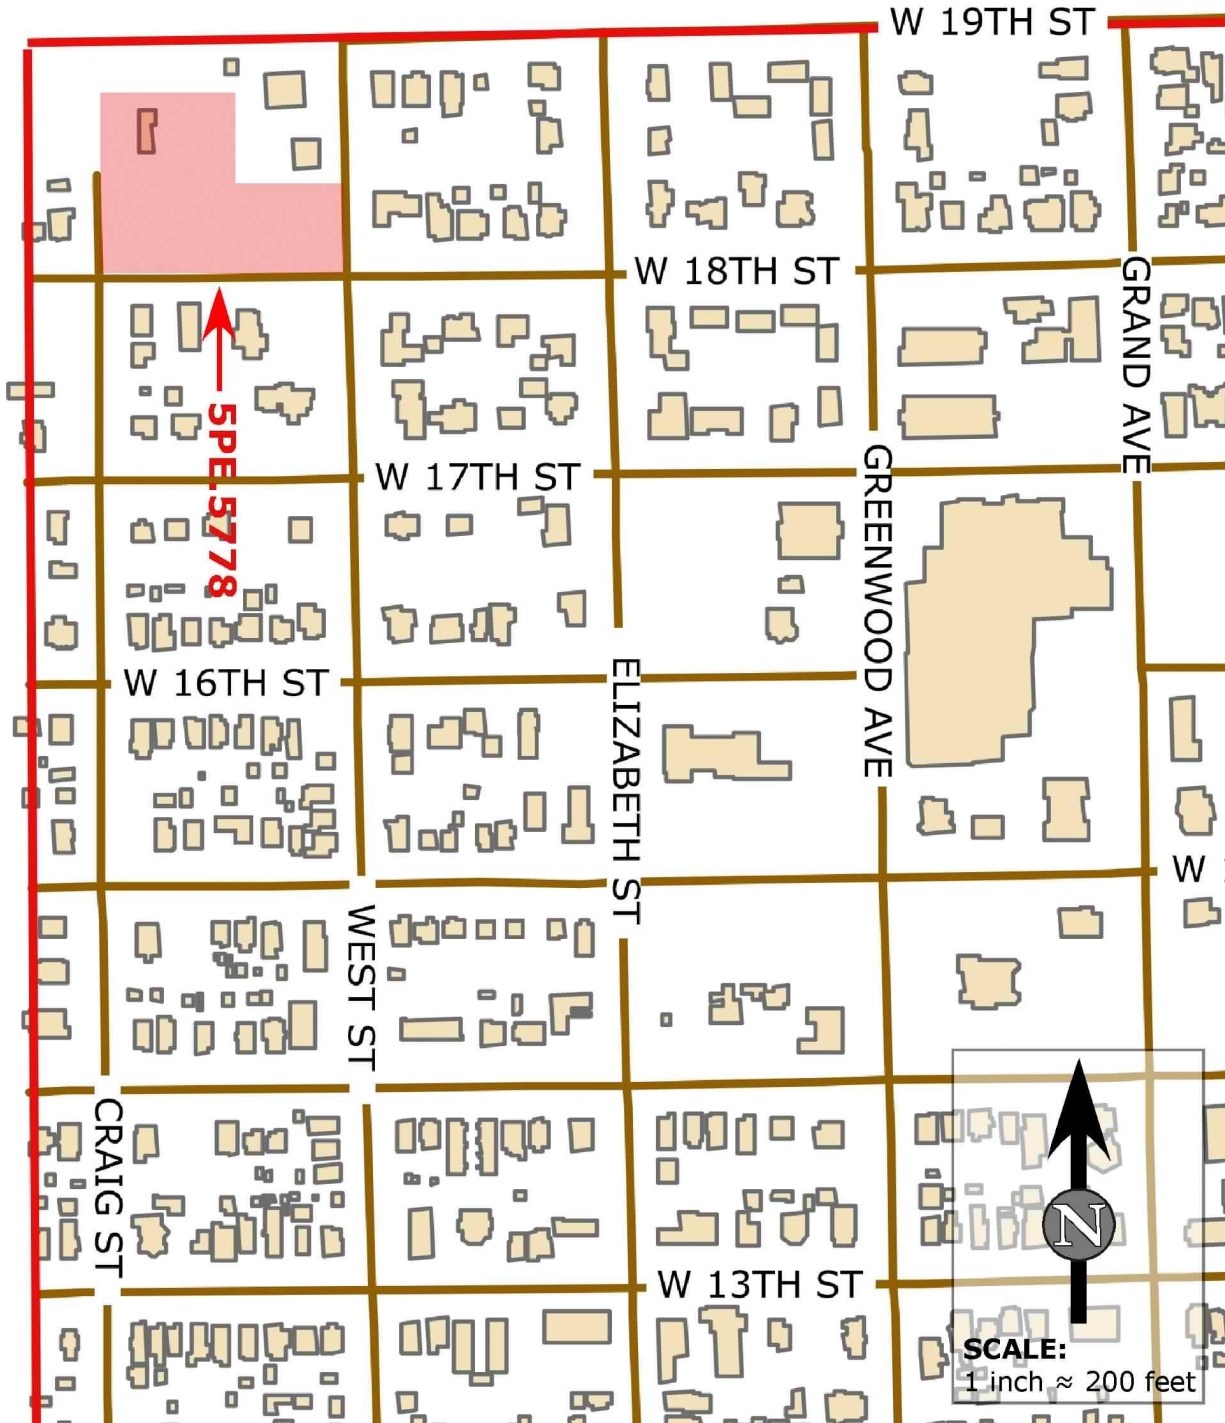 W 19TH ST
W 18TH ST
GRAND AVE
5PE.5778
W 17TH ST
GREENWOOD AVE
W 16TH ST
ELIZABETH ST
W
WEST ST
CRAIG ST
N
W 13TH ST
SCALE:
1 inch ≈ 200 feet